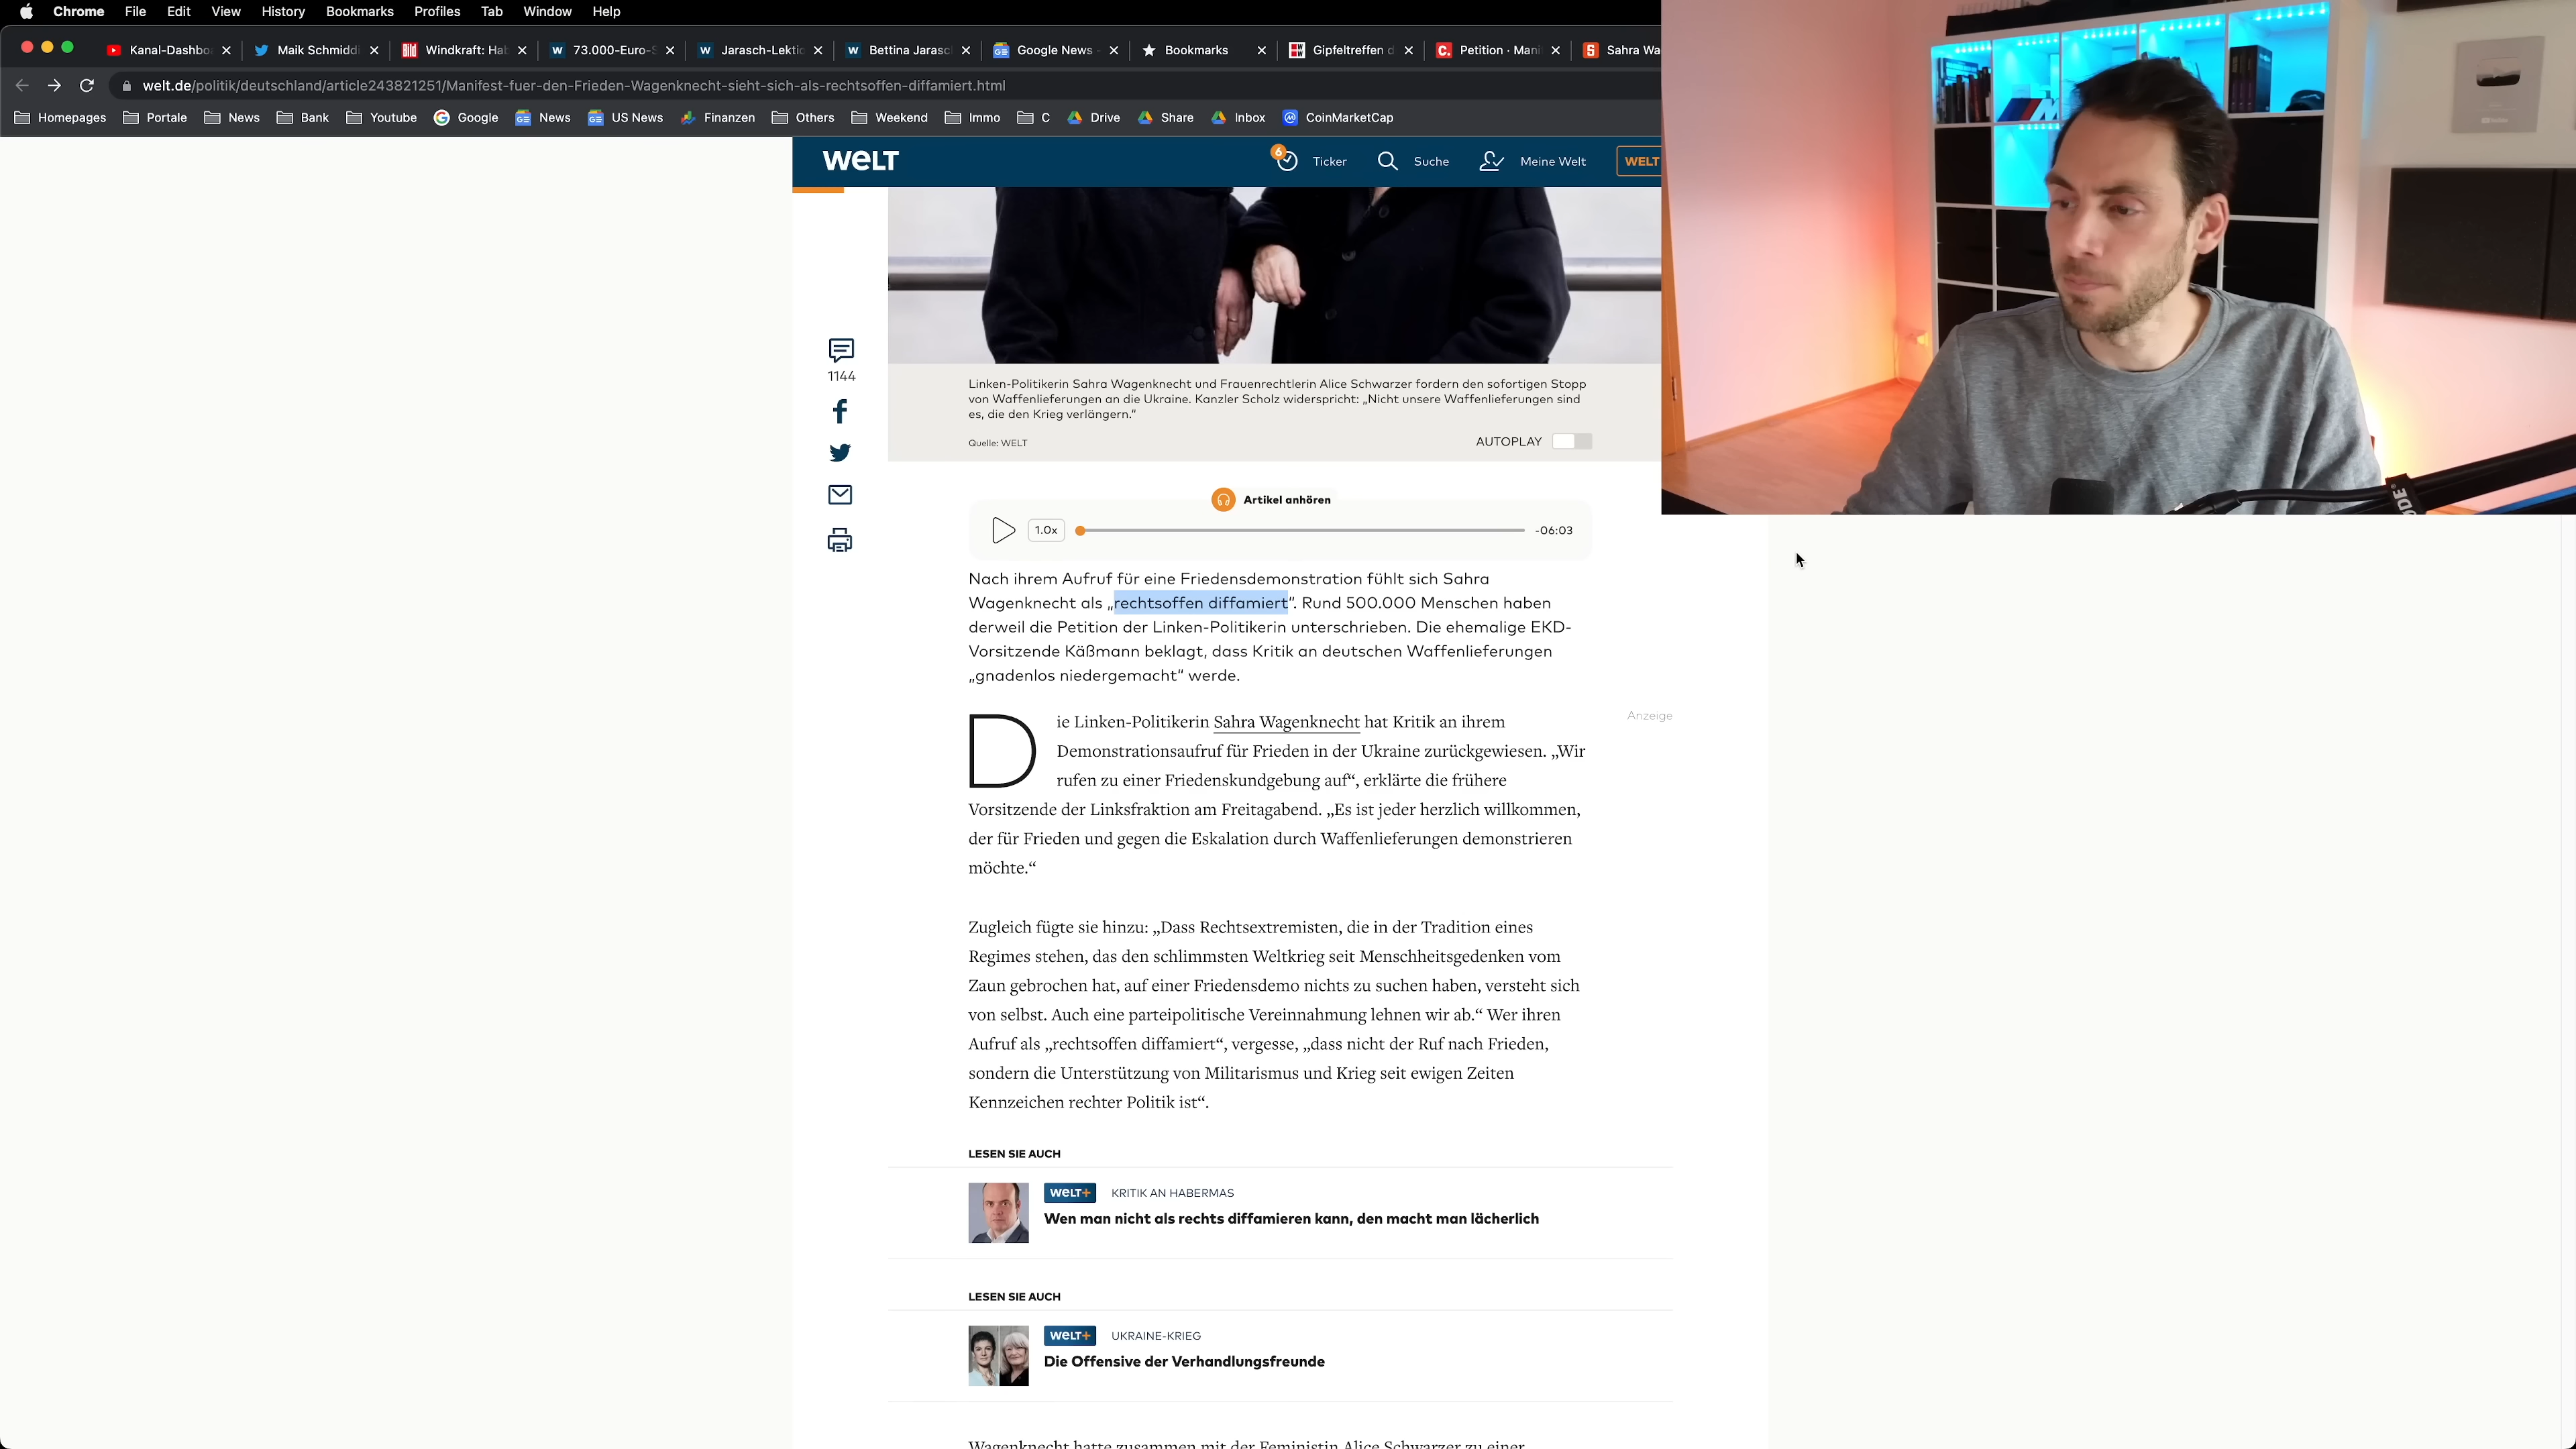 Chrome File Edit View History Bookmarks Profiles Tab Window Help
Kanal-Dashbo Maik Schmidd Windkraft: Hab 73.000-Euro-S Jarasch-Lektio Bettina Jarasc Google News - Bookmarks Gipfeltreffen d Petition · Mani Sahra Wa
welt.de/politik/deutschland/article243821251/Manifest-fuer-den-Frieden-Wagenknecht-sieht-sich-als-rechtsoffen-diffamiert.html
Homepages Portale News Bank Youtube Google News US News Finanzen Others Weekend Immo C Drive Share Inbox CoinMarketCap
WELT 6 Ticker Suche Meine Welt WELT
1144
Linken-Politikerin Sahra Wagenknecht und Frauenrechtlerin Alice Schwarzer fordern den sofortigen Stopp
von Waffenlieferungen an die Ukraine. Kanzler Scholz widerspricht: „Nicht unsere Waffenlieferungen sind
es, die den Krieg verlängern.“
Quelle: WELT
AUTOPLAY
Artikel anhören
1.0x -06:03
Nach ihrem Aufruf für eine Friedensdemonstration fühlt sich Sahra
Wagenknecht als „rechtsoffen diffamiert“. Rund 500.000 Menschen haben
derweil die Petition der Linken-Politikerin unterschrieben. Die ehemalige EKD-
Vorsitzende Käßmann beklagt, dass Kritik an deutschen Waffenlieferungen
„gnadenlos niedergemacht“ werde.
Anzeige
Die Linken-Politikerin Sahra Wagenknecht hat Kritik an ihrem
Demonstrationsaufruf für Frieden in der Ukraine zurückgewiesen. „Wir
rufen zu einer Friedenskundgebung auf“, erklärte die frühere
Vorsitzende der Linksfraktion am Freitagabend. „Es ist jeder herzlich willkommen,
der für Frieden und gegen die Eskalation durch Waffenlieferungen demonstrieren
möchte.“
Zugleich fügte sie hinzu: „Dass Rechtsextremisten, die in der Tradition eines
Regimes stehen, das den schlimmsten Weltkrieg seit Menschheitsgedenken vom
Zaun gebrochen hat, auf einer Friedensdemo nichts zu suchen haben, versteht sich
von selbst. Auch eine parteipolitische Vereinnahmung lehnen wir ab.“ Wer ihren
Aufruf als „rechtsoffen diffamiert“, vergesse, „dass nicht der Ruf nach Frieden,
sondern die Unterstützung von Militarismus und Krieg seit ewigen Zeiten
Kennzeichen rechter Politik ist“.
LESEN SIE AUCH
WELT+ KRITIK AN HABERMAS
Wen man nicht als rechts diffamieren kann, den macht man lächerlich
LESEN SIE AUCH
WELT+ UKRAINE-KRIEG
Die Offensive der Verhandlungsfreunde
Wagenknecht hatte zusammen mit der Feministin Alice Schwarzer zu einer